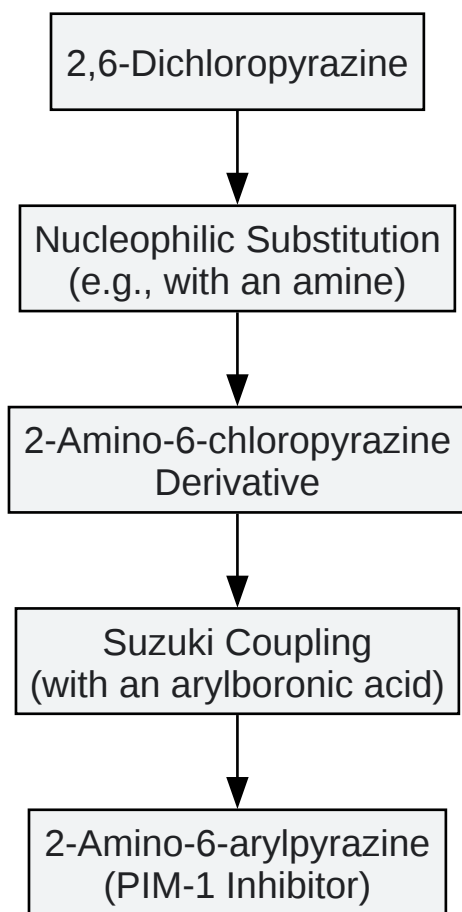 2,6-Dichloropyrazine
Nucleophilic Substitution
(e.g., with an amine)
2-Amino-6-chloropyrazine
Derivative
Suzuki Coupling
(with an arylboronic acid)
2-Amino-6-arylpyrazine
(PIM-1 Inhibitor)